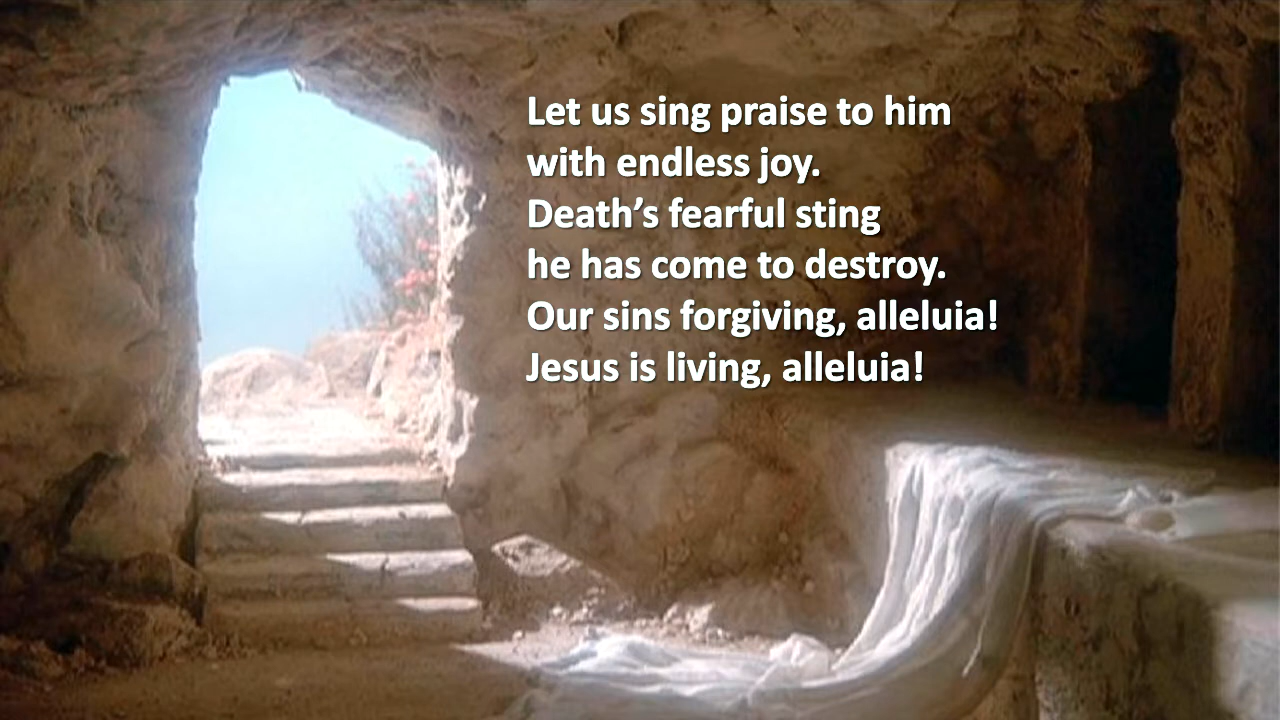 Let us sing praise to him
with endless joy.
Death’s fearful sting
he has come to destroy.
Our sins forgiving, alleluia!
Jesus is living, alleluia!